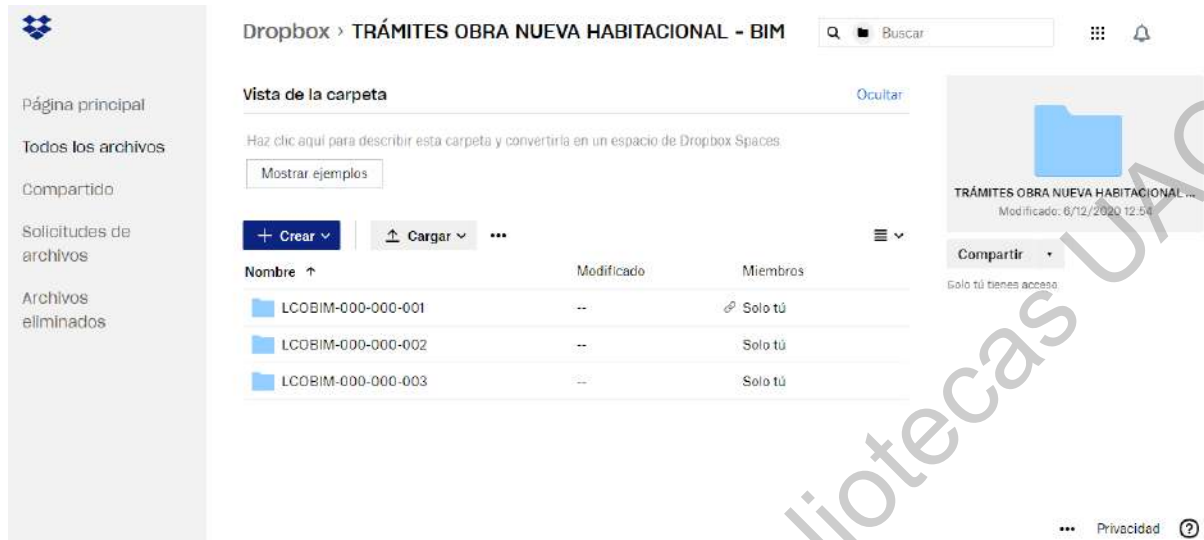 Dropbox › TRÁMITES OBRA NUEVA HABITACIONAL - BIM
Buscar
Página principal
Todos los archivos
Compartido
Solicitudes de
archivos
Archivos
eliminados
Vista de la carpeta
Ocultar
Haz clic aquí para describir esta carpeta y convertirla en un espacio de Dropbox Spaces.
Mostrar ejemplos
+ Crear
Cargar
•••
Nombre ↑ Modificado Miembros
LCOBIM-000-000-001 -- Solo tú
LCOBIM-000-000-002 -- Solo tú
LCOBIM-000-000-003 -- Solo tú
TRÁMITES OBRA NUEVA HABITACIONAL ...
Modificado: 6/12/2020 12:54
Compartir
Solo tú tienes acceso
••• Privacidad ?
liotecas UAC